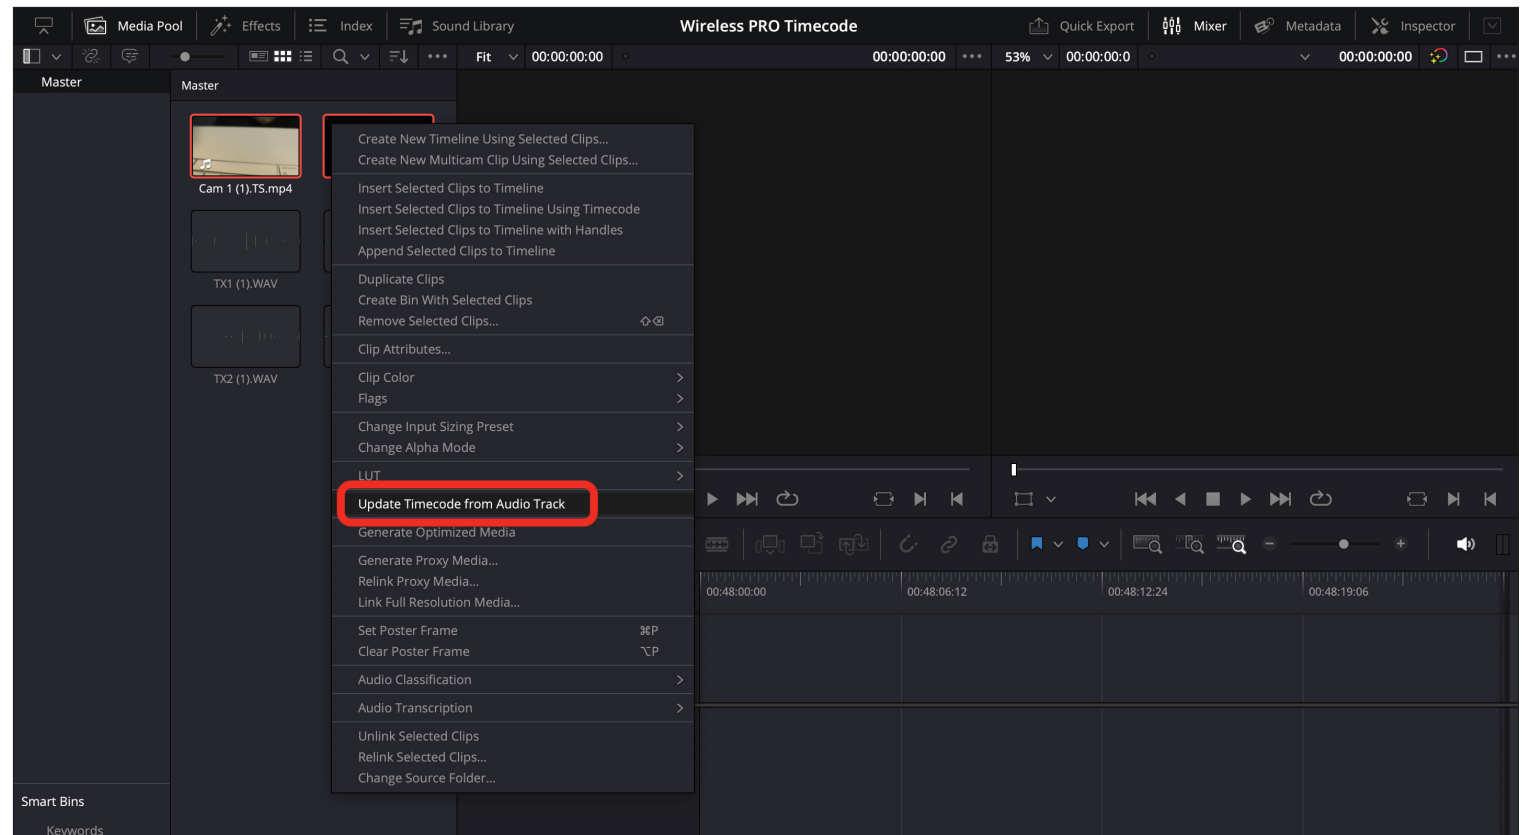 Media Pool Effects Index Sound Library Wireless PRO Timecode Quick Export Mixer Metadata Inspector
Fit 00:00:00:00 00:00:00:00 53% 00:00:00:0 00:00:00:00
Master
Master
Cam 1 (1).TS.mp4
TX1 (1).WAV
TX2 (1).WAV
Create New Timeline Using Selected Clips...
Create New Multicam Clip Using Selected Clips...
Insert Selected Clips to Timeline
Insert Selected Clips to Timeline Using Timecode
Insert Selected Clips to Timeline with Handles
Append Selected Clips to Timeline
Duplicate Clips
Create Bin With Selected Clips
Remove Selected Clips... ⇧⌫
Clip Attributes...
Clip Color
Flags
Change Input Sizing Preset
Change Alpha Mode
LUT
Update Timecode from Audio Track
Generate Optimized Media
Generate Proxy Media...
Relink Proxy Media...
Link Full Resolution Media...
Set Poster Frame ⌘P
Clear Poster Frame ⌥P
Audio Classification
Audio Transcription
Unlink Selected Clips
Relink Selected Clips...
Change Source Folder...
00:48:00:00 00:48:06:12 00:48:12:24 00:48:19:06
Smart Bins
Keywords